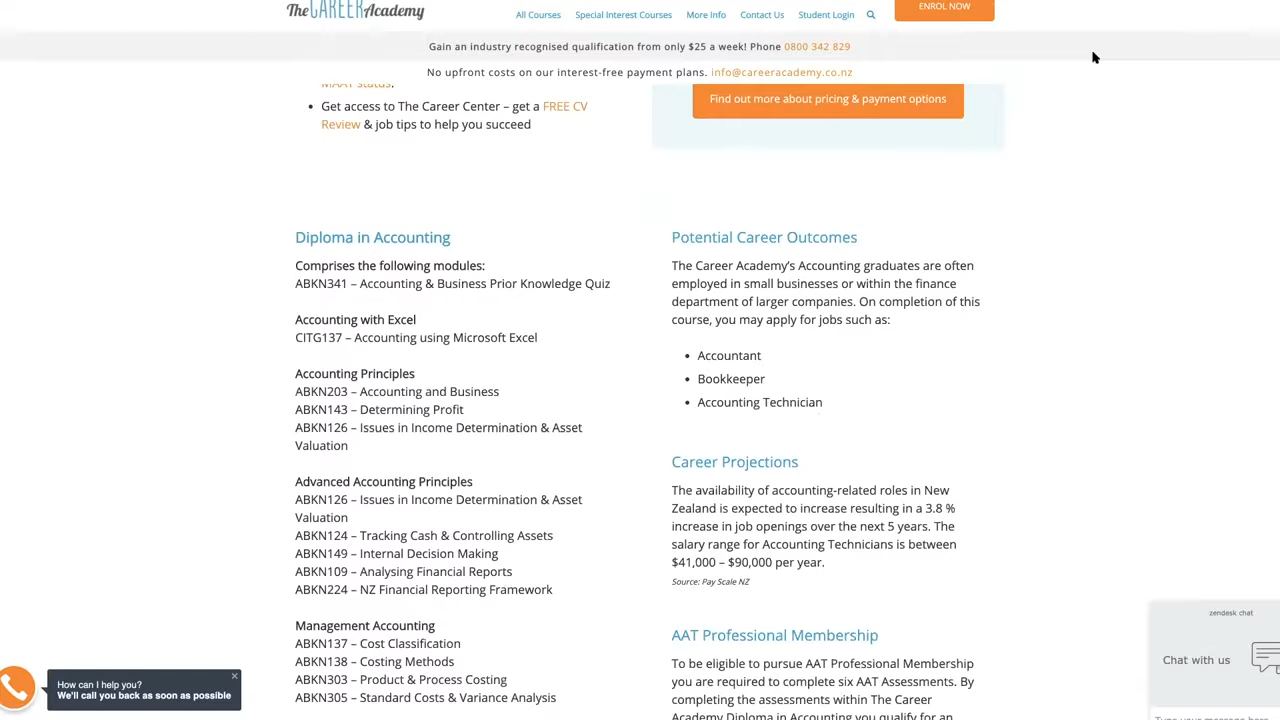 The CAREER Academy
All Courses
Special Interest Courses
More Info
Contact Us
Student Login
ENROL NOW
Gain an industry recognised qualification from only $25 a week! Phone 0800 342 829
No upfront costs on our interest-free payment plans. info@careeracademy.co.nz
MAAT status.
Get access to The Career Center – get a FREE CV
Review & job tips to help you succeed
Find out more about pricing & payment options
Diploma in Accounting
Comprises the following modules:
ABKN341 – Accounting & Business Prior Knowledge Quiz
Accounting with Excel
CITG137 – Accounting using Microsoft Excel
Accounting Principles
ABKN203 – Accounting and Business
ABKN143 – Determining Profit
ABKN126 – Issues in Income Determination & Asset
Valuation
Advanced Accounting Principles
ABKN126 – Issues in Income Determination & Asset
Valuation
ABKN124 – Tracking Cash & Controlling Assets
ABKN149 – Internal Decision Making
ABKN109 – Analysing Financial Reports
ABKN224 – NZ Financial Reporting Framework
Management Accounting
ABKN137 – Cost Classification
ABKN138 – Costing Methods
ABKN303 – Product & Process Costing
ABKN305 – Standard Costs & Variance Analysis
Potential Career Outcomes
The Career Academy's Accounting graduates are often
employed in small businesses or within the finance
department of larger companies. On completion of this
course, you may apply for jobs such as:
Accountant
Bookkeeper
Accounting Technician
Career Projections
The availability of accounting-related roles in New
Zealand is expected to increase resulting in a 3.8 %
increase in job openings over the next 5 years. The
salary range for Accounting Technicians is between
$41,000 – $90,000 per year.
Source: Pay Scale NZ
AAT Professional Membership
To be eligible to pursue AAT Professional Membership
you are required to complete six AAT Assessments. By
completing the assessments within The Career
Academy Diploma in Accounting you qualify for an
How can I help you?
We'll call you back as soon as possible
zendesk chat
Chat with us
Type your message here